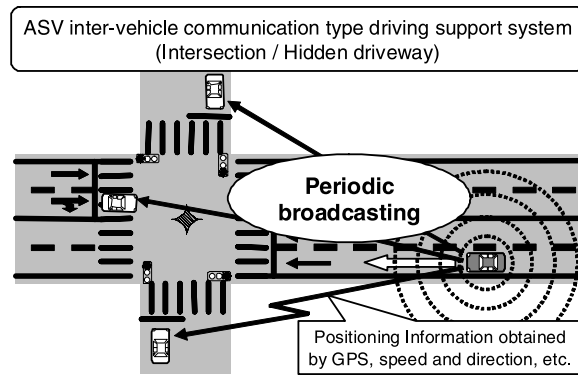 ASV inter-vehicle communication type driving support system
(Intersection / Hidden driveway)
Periodic
broadcasting
Positioning Information obtained
by GPS, speed and direction, etc.